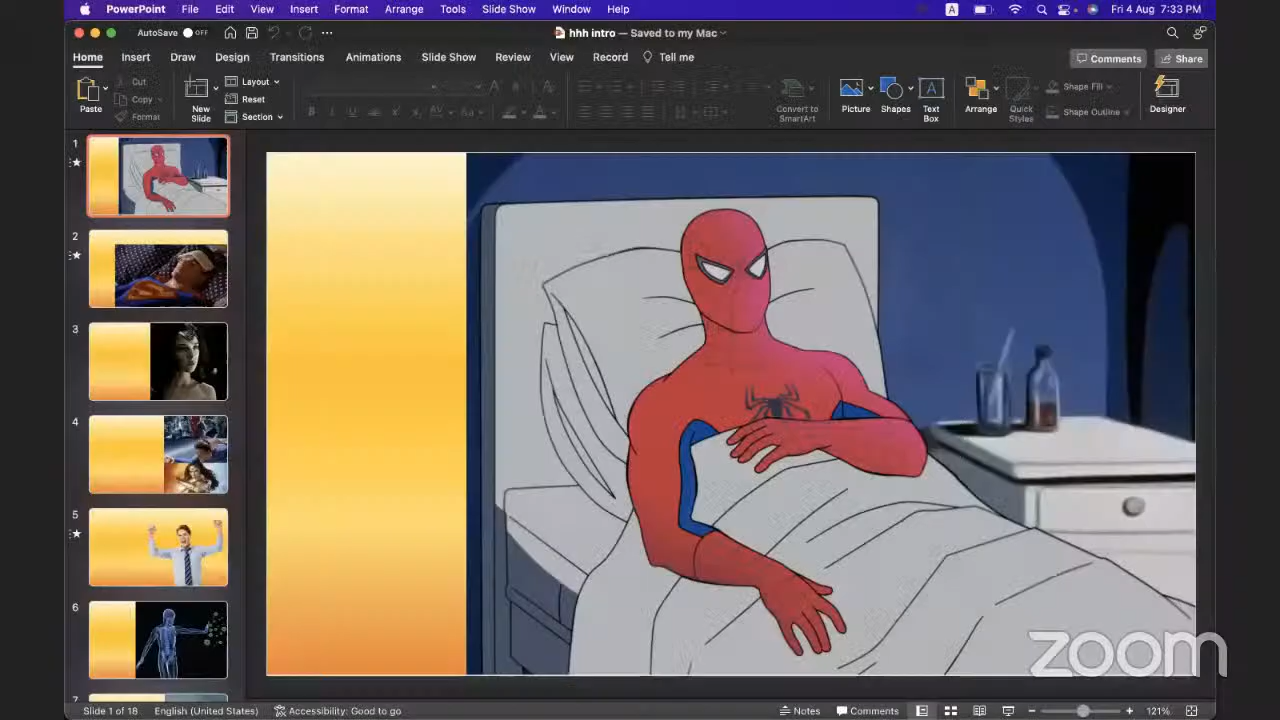 PowerPoint File Edit View Insert Format Arrange Tools Slide Show Window Help A Fri 4 Aug 7:33 PM
AutoSave OFF hhh intro — Saved to my Mac
Home Insert Draw Design Transitions Animations Slide Show Review View Record Tell me Comments Share
Paste Cut Copy Format
New Slide Layout Reset Section
Convert to SmartArt
Picture Shapes Text Box Arrange Quick Styles Shape Fill Shape Outline Designer
1
2
3
4
5
6
7
zoom
Slide 1 of 18 English (United States) Accessibility: Good to go Notes Comments 121%